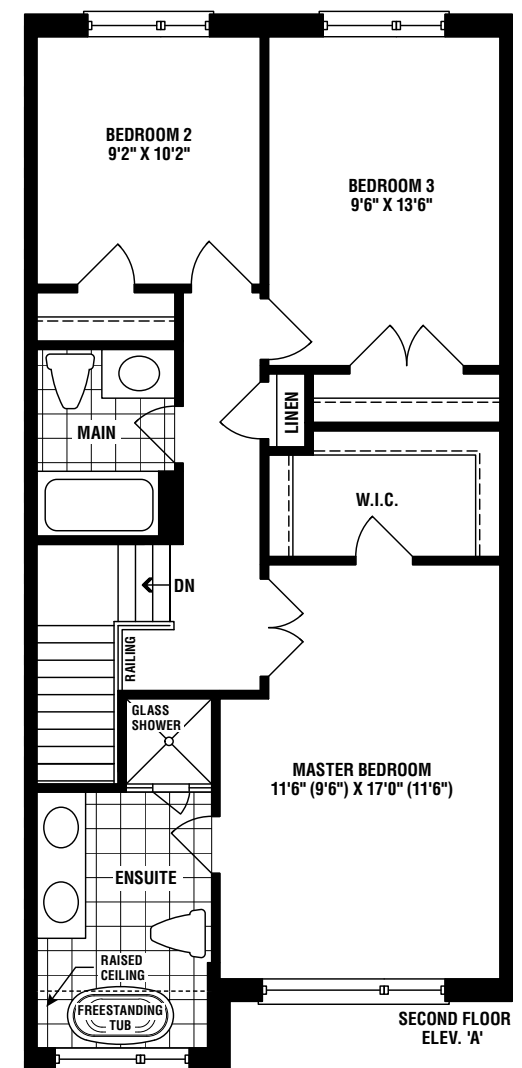 BEDROOM 2
9'2" X 10'2"
BEDROOM 3
9'6" X 13'6"
MAIN
LINEN
W.I.C.
DN
RAILING
GLASS
SHOWER
MASTER BEDROOM
11'6" (9'6") X 17'0" (11'6")
ENSUITE
RAISED
CEILING
FREESTANDING
TUB
SECOND FLOOR
ELEV. 'A'